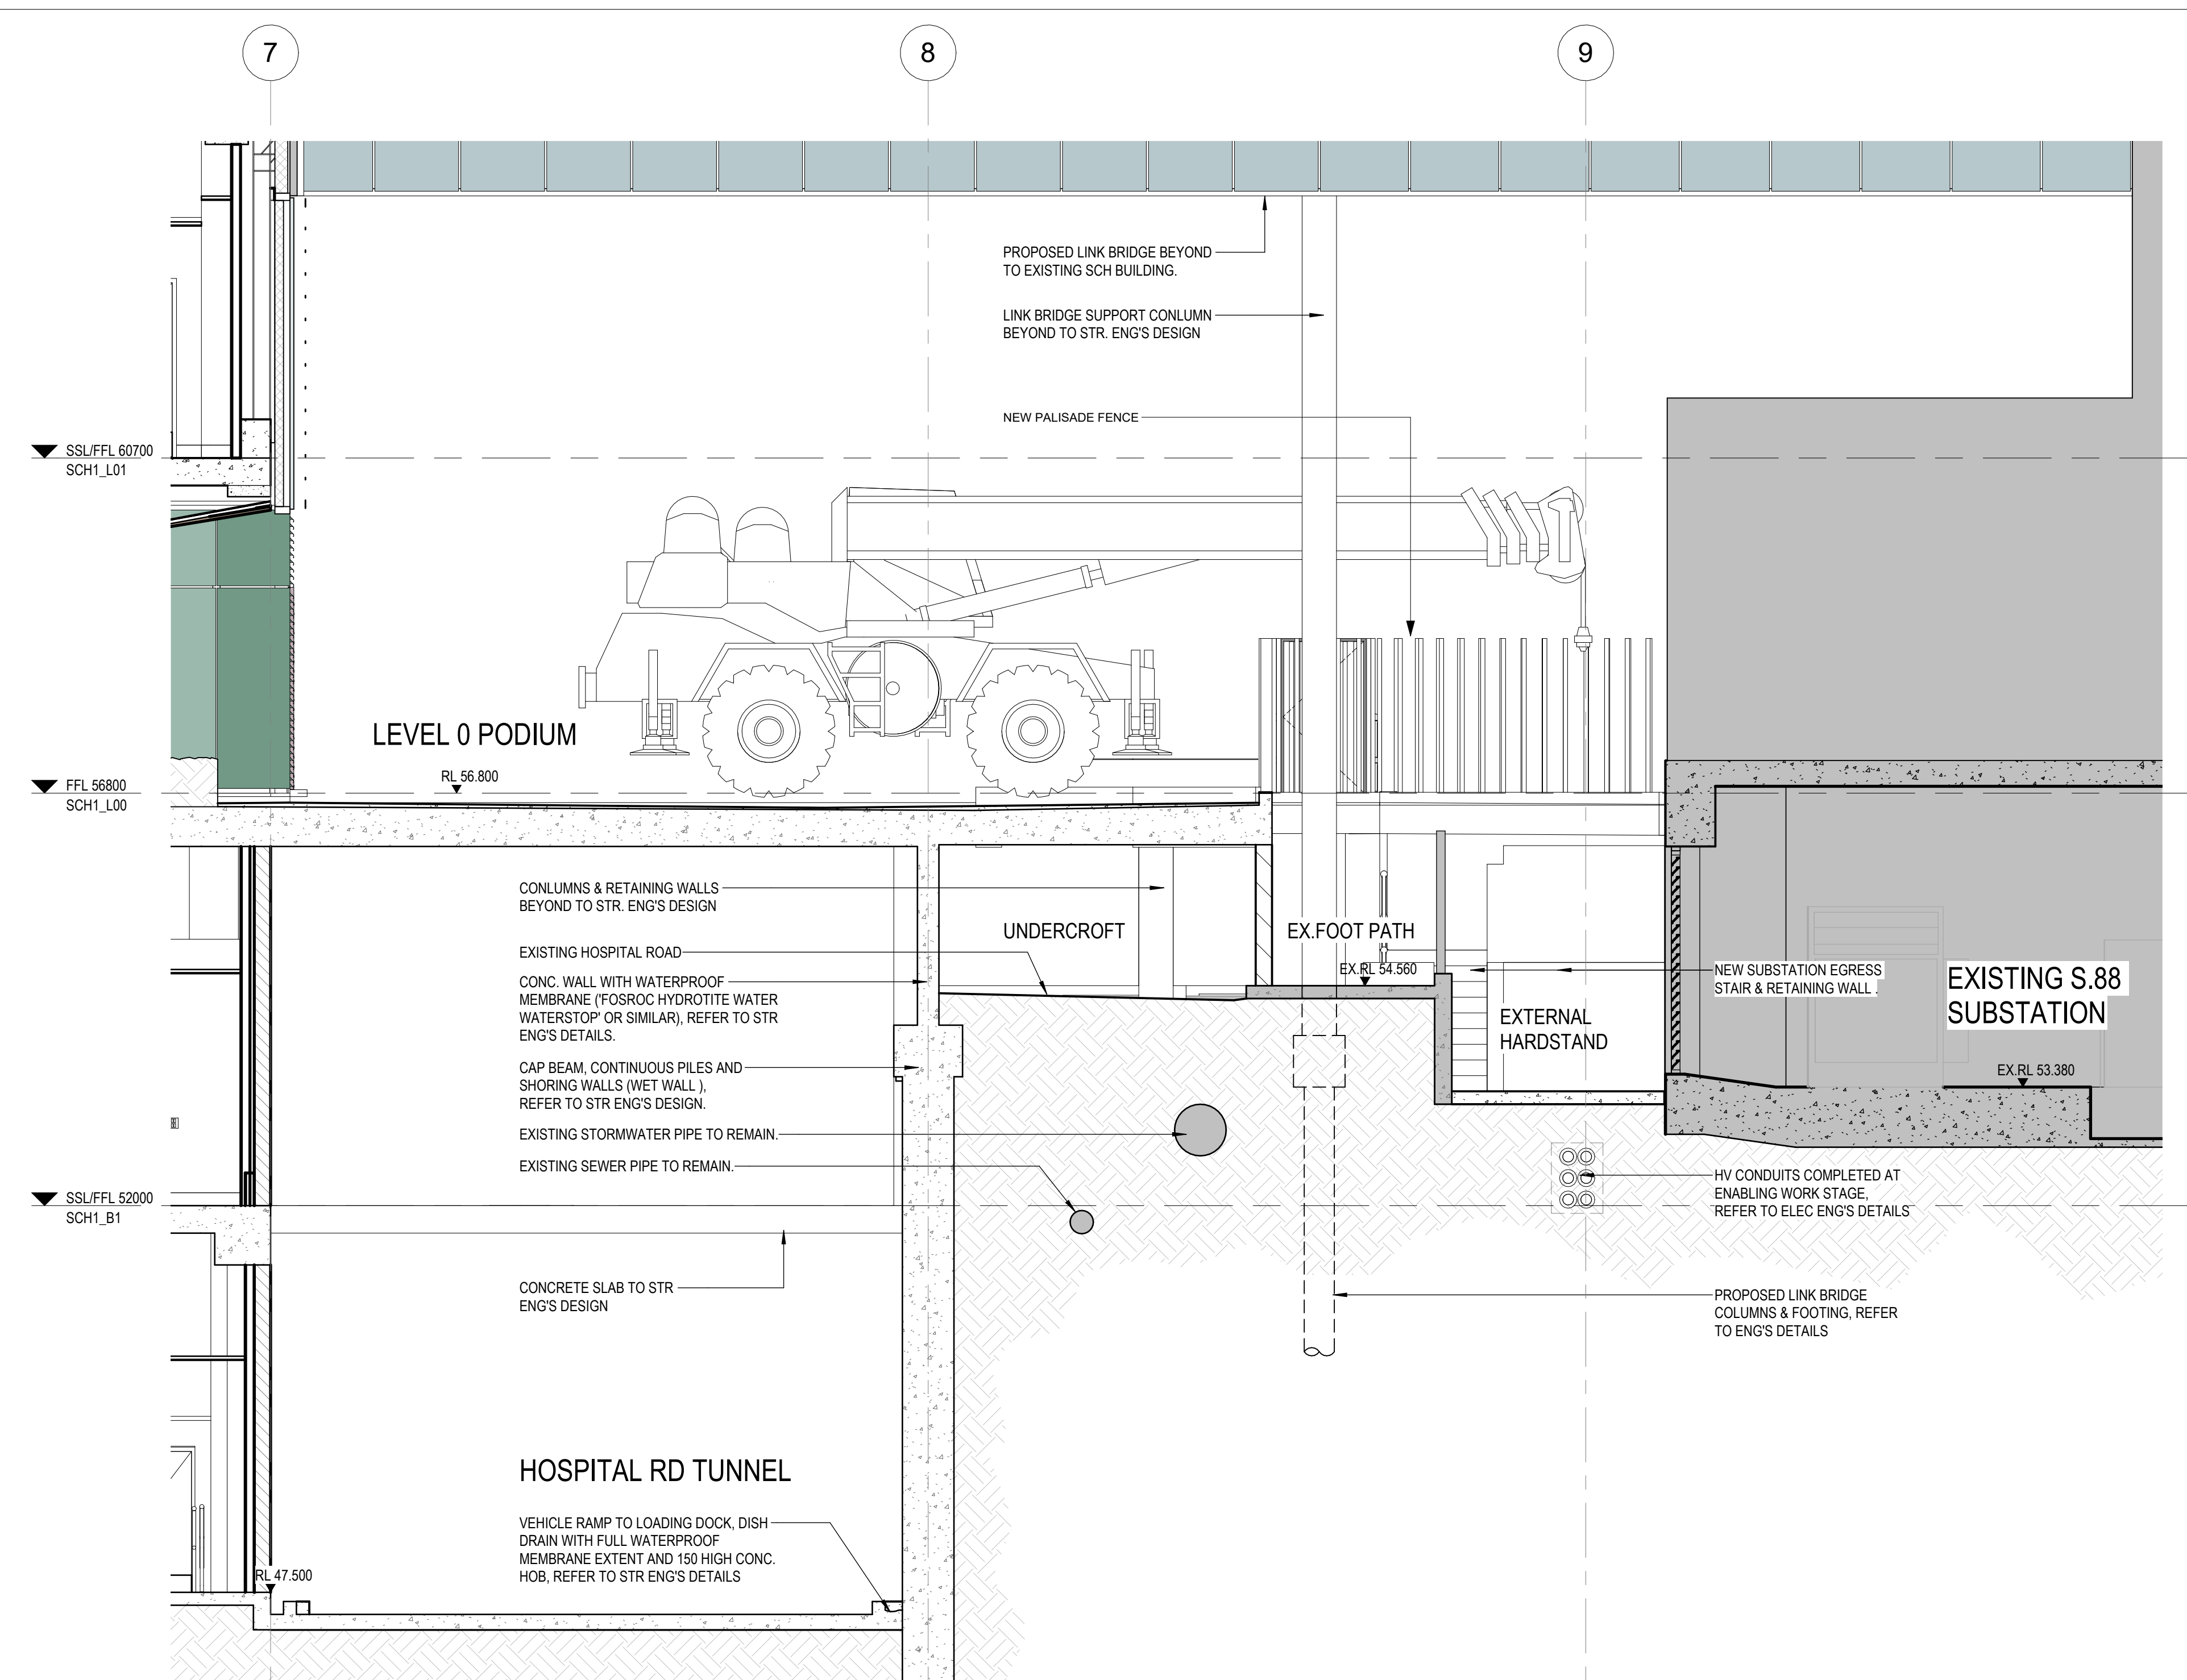 7
8
9
PROPOSED LINK BRIDGE BEYOND
TO EXISTING SCH BUILDING.
LINK BRIDGE SUPPORT CONLUMN
BEYOND TO STR. ENG'S DESIGN
NEW PALISADE FENCE
SSL/FFL 60700
SCH1_L01
LEVEL 0 PODIUM
RL 56.800
FFL 56800
SCH1_L00
CONLUMNS & RETAINING WALLS
BEYOND TO STR. ENG'S DESIGN
EXISTING HOSPITAL ROAD
CONC. WALL WITH WATERPROOF
MEMBRANE ('FOSROC HYDROTITE WATER
WATERSTOP' OR SIMILAR), REFER TO STR
ENG'S DETAILS.
CAP BEAM, CONTINUOUS PILES AND
SHORING WALLS (WET WALL ),
REFER TO STR ENG'S DESIGN.
EXISTING STORMWATER PIPE TO REMAIN.
EXISTING SEWER PIPE TO REMAIN.
UNDERCROFT
EX.FOOT PATH
EX.RL 54.560
EXTERNAL
HARDSTAND
NEW SUBSTATION EGRESS
STAIR & RETAINING WALL .
EXISTING S.88
SUBSTATION
EX.RL 53.380
HV CONDUITS COMPLETED AT
ENABLING WORK STAGE,
REFER TO ELEC ENG'S DETAILS
SSL/FFL 52000
SCH1_B1
CONCRETE SLAB TO STR
ENG'S DESIGN
PROPOSED LINK BRIDGE
COLUMNS & FOOTING, REFER
TO ENG'S DETAILS
HOSPITAL RD TUNNEL
VEHICLE RAMP TO LOADING DOCK, DISH
DRAIN WITH FULL WATERPROOF
MEMBRANE EXTENT AND 150 HIGH CONC.
HOB, REFER TO STR ENG'S DETAILS
RL 47.500